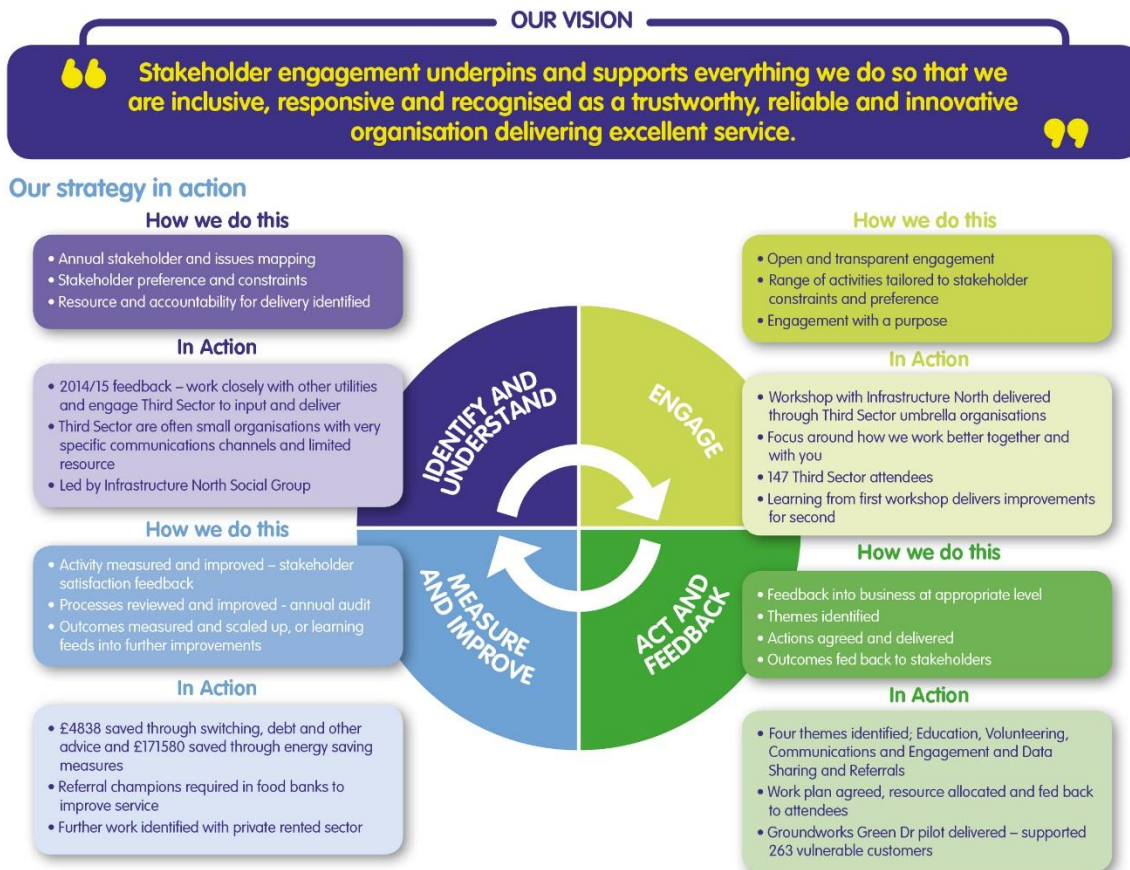 OUR VISION
“ Stakeholder engagement underpins and supports everything we do so that we
are inclusive, responsive and recognised as a trustworthy, reliable and innovative
organisation delivering excellent service. ”
Our strategy in action
How we do this
• Annual stakeholder and issues mapping
• Stakeholder preference and constraints
• Resource and accountability for delivery identified
In Action
• 2014/15 feedback – work closely with other utilities
and engage Third Sector to input and deliver
• Third Sector are often small organisations with very
specific communications channels and limited
resource
• Led by Infrastructure North Social Group
IDENTIFY AND
UNDERSTAND
How we do this
• Open and transparent engagement
• Range of activities tailored to stakeholder
constraints and preference
• Engagement with a purpose
In Action
• Workshop with Infrastructure North delivered
through Third Sector umbrella organisations
• Focus around how we work better together and
with you
• 147 Third Sector attendees
• Learning from first workshop delivers improvements
for second
ENGAGE
How we do this
• Activity measured and improved – stakeholder
satisfaction feedback
• Processes reviewed and improved - annual audit
• Outcomes measured and scaled up, or learning
feeds into further improvements
In Action
• £4838 saved through switching, debt and other
advice and £171580 saved through energy saving
measures
• Referral champions required in food banks to
improve service
• Further work identified with private rented sector
MEASURE
AND IMPROVE
How we do this
• Feedback into business at appropriate level
• Themes identified
• Actions agreed and delivered
• Outcomes fed back to stakeholders
In Action
• Four themes identified; Education, Volunteering,
Communications and Engagement and Data
Sharing and Referrals
• Work plan agreed, resource allocated and fed back
to attendees
• Groundworks Green Dr pilot delivered – supported
263 vulnerable customers
ACT AND
FEEDBACK